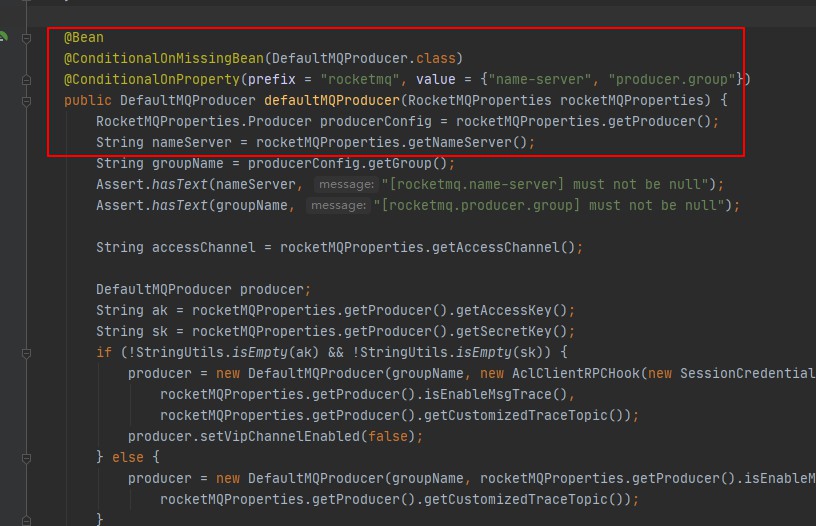 @Bean
@ConditionalOnMissingBean(DefaultMQProducer.class)
@ConditionalOnProperty(prefix = "rocketmq", value = {"name-server", "producer.group"})
public DefaultMQProducer defaultMQProducer(RocketMQProperties rocketMQProperties) {
RocketMQProperties.Producer producerConfig = rocketMQProperties.getProducer();
String nameServer = rocketMQProperties.getNameServer();
String groupName = producerConfig.getGroup();
Assert.hasText(nameServer, message: "[rocketmq.name-server] must not be null");
Assert.hasText(groupName, message: "[rocketmq.producer.group] must not be null");
String accessChannel = rocketMQProperties.getAccessChannel();
DefaultMQProducer producer;
String ak = rocketMQProperties.getProducer().getAccessKey();
String sk = rocketMQProperties.getProducer().getSecretKey();
if (!StringUtils.isEmpty(ak) && !StringUtils.isEmpty(sk)) {
producer = new DefaultMQProducer(groupName, new AclClientRPCHook(new SessionCredential
rocketMQProperties.getProducer().isEnableMsgTrace(),
rocketMQProperties.getProducer().getCustomizedTraceTopic());
producer.setVipChannelEnabled(false);
} else {
producer = new DefaultMQProducer(groupName, rocketMQProperties.getProducer().isEnableM
rocketMQProperties.getProducer().getCustomizedTraceTopic());
}